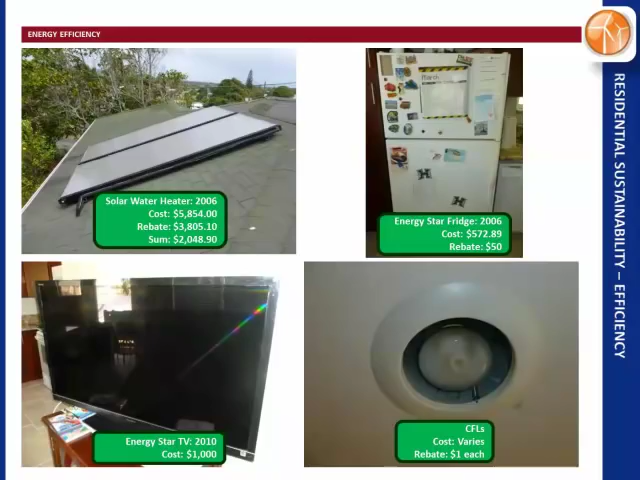 ENERGY EFFICIENCY
RESIDENTIAL SUSTAINABILITY – EFFICIENCY
Solar Water Heater: 2006
Cost: $5,854.00
Rebate: $3,805.10
Sum: $2,048.90
March
H
H
Energy Star Fridge: 2006
Cost: $572.89
Rebate: $50
Energy Star TV: 2010
Cost: $1,000
CFLs
Cost: Varies
Rebate: $1 each